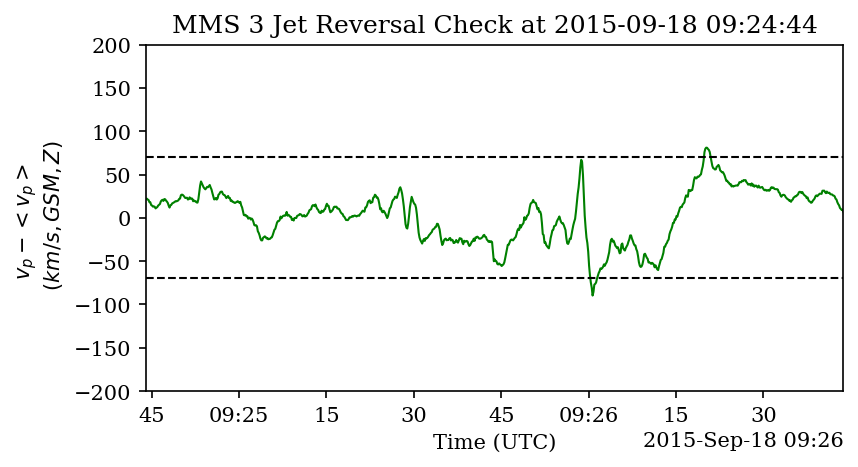 MMS 3 Jet Reversal Check at 2015-09-18 09:24:44
v_p − < v_p >
(km/s, GSM, Z)
200
150
100
50
0
−50
−100
−150
−200
45 09:25 15 30 45 09:26 15 30
Time (UTC)
2015-Sep-18 09:26